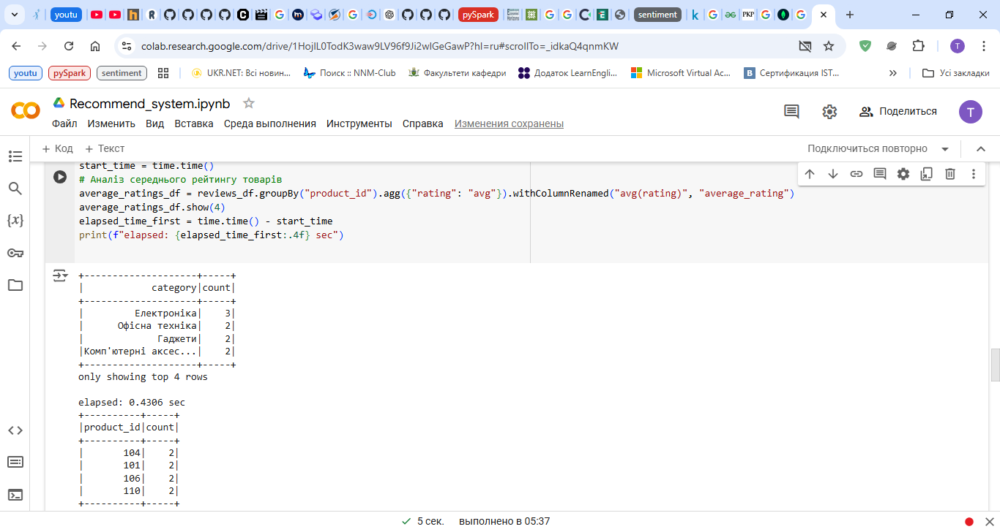 youtu
pySpark
sentiment
colab.research.google.com/drive/1HojlL0TodK3waw9LV96f9Ji2wlGeGawP?hl=ru#scrollTo=_idkaQ4qnmKW
youtu pySpark sentiment UKR.NET: Всі новин... Поиск :: NNM-Club Факультети кафедри Додаток LearnEngli... Microsoft Virtual Ac... Сертификация IST... » Усі закладки
Recommend_system.ipynb
Поделиться
T
Файл Изменить Вид Вставка Среда выполнения Инструменты Справка Изменения сохранены
+ Код + Текст Подключиться повторно
start_time = time.time()
# Аналіз середнього рейтингу товарів
average_ratings_df = reviews_df.groupBy("product_id").agg({"rating": "avg"}).withColumnRenamed("avg(rating)", "average_rating")
average_ratings_df.show(4)
elapsed_time_first = time.time() - start_time
print(f"elapsed: {elapsed_time_first:.4f} sec")
+--------------------+-----+
|            category|count|
+--------------------+-----+
|         Електроніка|    3|
|      Офісна техніка|    2|
|             Гаджети|    2|
|Комп'ютерні аксес...|    2|
+--------------------+-----+
only showing top 4 rows
elapsed: 0.4306 sec
+----------+-----+
|product_id|count|
+----------+-----+
|       104|    2|
|       101|    2|
|       106|    2|
|       110|    2|
+----------+-----+
5 сек. выполнено в 05:37